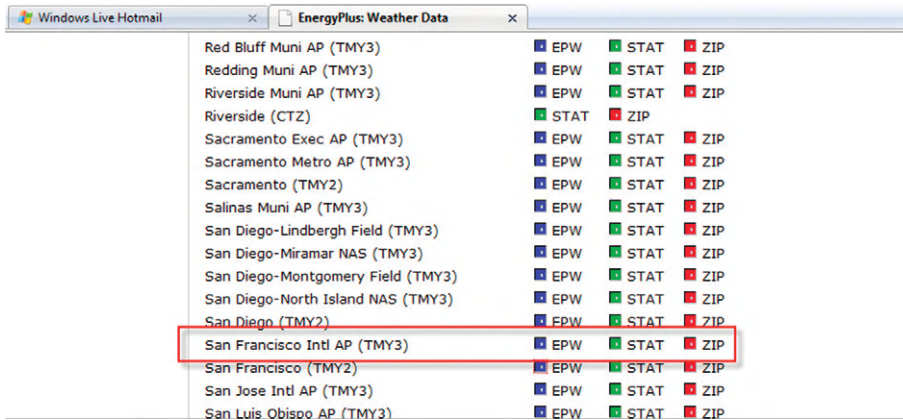 Windows Live Hotmail
EnergyPlus: Weather Data
Red Bluff Muni AP (TMY3) EPW STAT ZIP
Redding Muni AP (TMY3) EPW STAT ZIP
Riverside Muni AP (TMY3) EPW STAT ZIP
Riverside (CTZ) STAT ZIP
Sacramento Exec AP (TMY3) EPW STAT ZIP
Sacramento Metro AP (TMY3) EPW STAT ZIP
Sacramento (TMY2) EPW STAT ZIP
Salinas Muni AP (TMY3) EPW STAT ZIP
San Diego-Lindbergh Field (TMY3) EPW STAT ZIP
San Diego-Miramar NAS (TMY3) EPW STAT ZIP
San Diego-Montgomery Field (TMY3) EPW STAT ZIP
San Diego-North Island NAS (TMY3) EPW STAT ZIP
San Diego (TMY2) EPW STAT ZIP
San Francisco Intl AP (TMY3) EPW STAT ZIP
San Francisco (TMY2) EPW STAT ZIP
San Jose Intl AP (TMY3) EPW STAT ZIP
San Luis Obispo AP (TMY3) EPW STAT ZIP